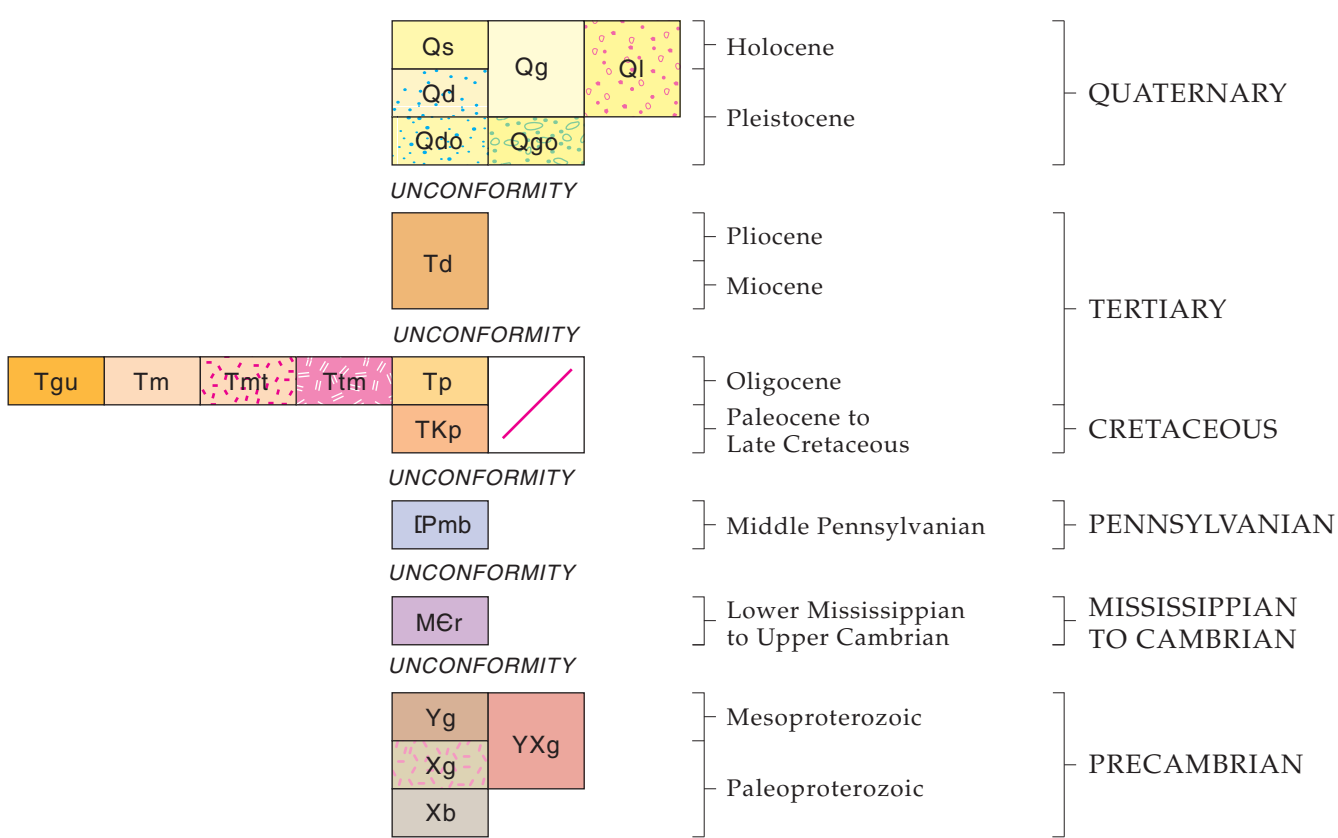 Qs Qg Ql Holocene
Qd Pleistocene QUATERNARY
Qdo Qgo
UNCONFORMITY
Td Pliocene
Miocene TERTIARY
UNCONFORMITY
Tgu Tm Tmt Ttm Tp Oligocene
TKp Paleocene to
Late Cretaceous CRETACEOUS
UNCONFORMITY
[Pmb Middle Pennsylvanian PENNSYLVANIAN
UNCONFORMITY
MЄr Lower Mississippian MISSISSIPPIAN
to Upper Cambrian TO CAMBRIAN
UNCONFORMITY
Yg YXg Mesoproterozoic
Xg Paleoproterozoic PRECAMBRIAN
Xb